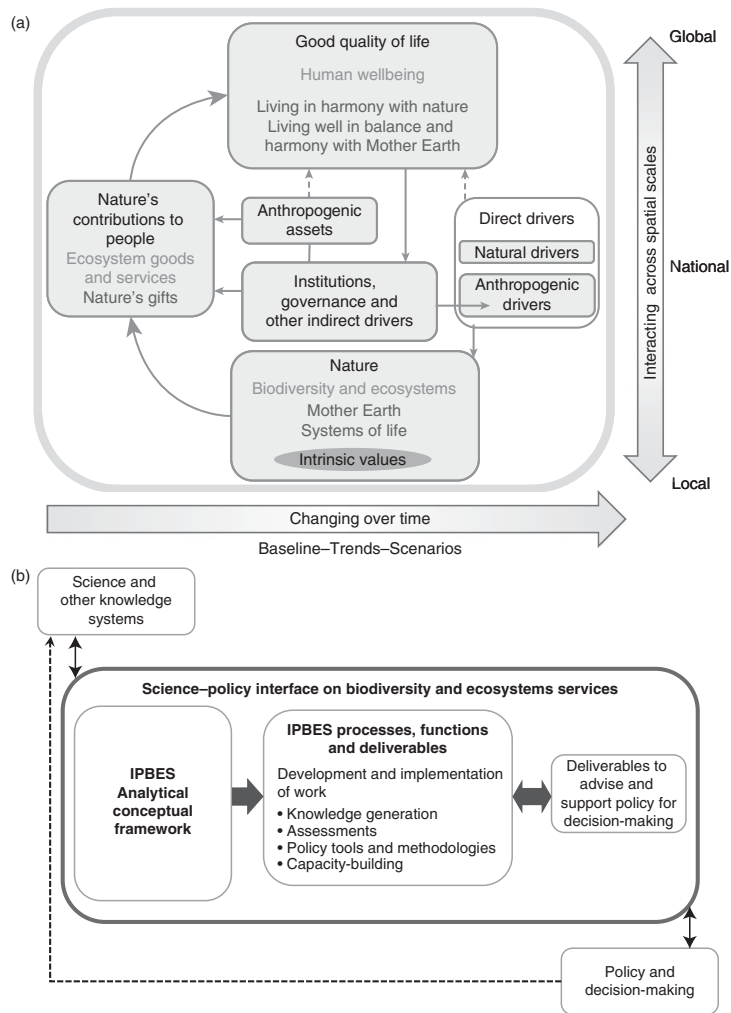 (a)
Good quality of life
Human wellbeing
Living in harmony with nature
Living well in balance and
harmony with Mother Earth
Global
Nature's
contributions to
people
Ecosystem goods
and services
Nature's gifts
Anthropogenic
assets
Direct drivers
Natural drivers
Anthropogenic
drivers
Institutions,
governance and
other indirect drivers
National
Interacting across spatial scales
Nature
Biodiversity and ecosystems
Mother Earth
Systems of life
Intrinsic values
Local
Changing over time
Baseline–Trends–Scenarios
(b)
Science and
other knowledge
systems
Science–policy interface on biodiversity and ecosystems services
IPBES
Analytical
conceptual
framework
IPBES processes, functions
and deliverables
Development and implementation
of work
• Knowledge generation
• Assessments
• Policy tools and methodologies
• Capacity-building
Deliverables to
advise and
support policy for
decision-making
Policy and
decision-making